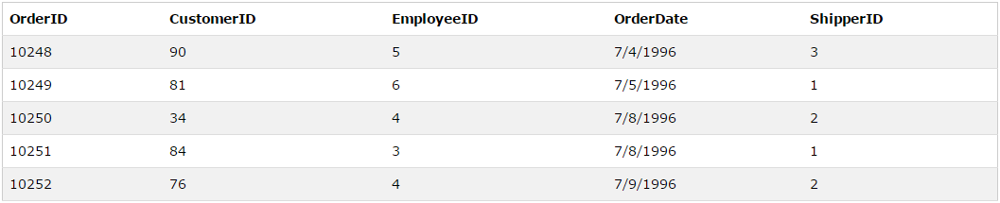 OrderID CustomerID EmployeeID OrderDate ShipperID
10248 90 5 7/4/1996 3
10249 81 6 7/5/1996 1
10250 34 4 7/8/1996 2
10251 84 3 7/8/1996 1
10252 76 4 7/9/1996 2